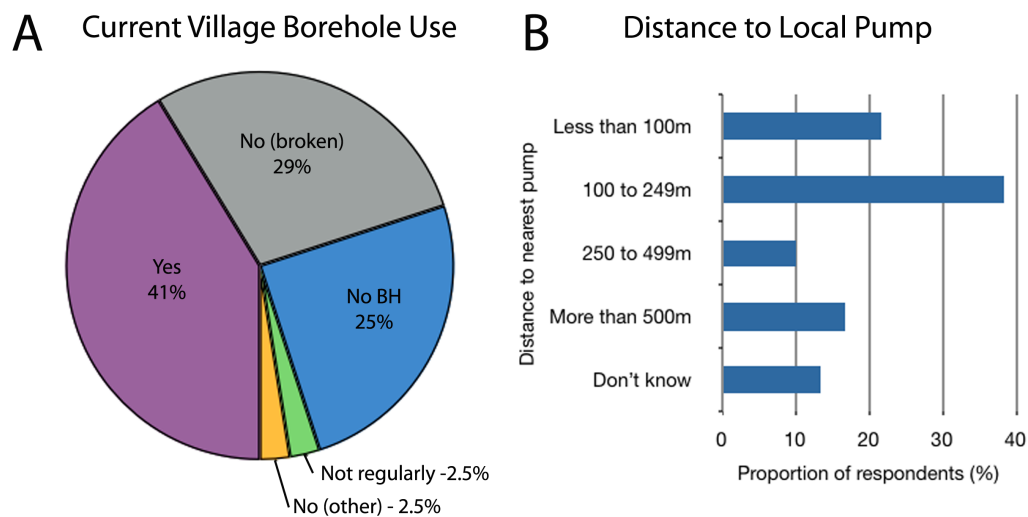 A
Current Village Borehole Use
No (broken)
29%
Yes
41%
No BH
25%
Not regularly -2.5%
No (other) - 2.5%
B
Distance to Local Pump
Distance to nearest pump
Less than 100m
100 to 249m
250 to 499m
More than 500m
Don’t know
0 10 20 30 40
Proportion of respondents (%)